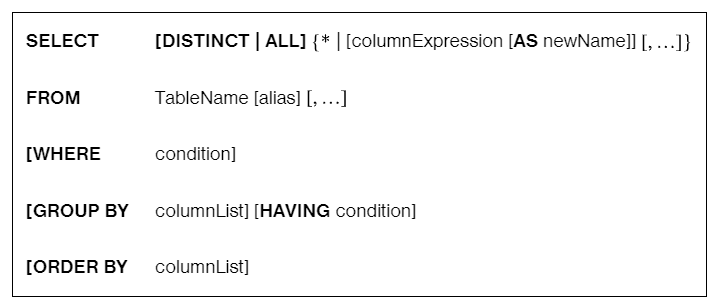 SELECT [DISTINCT | ALL] {* | [columnExpression [AS newName]] [, …]}
FROM TableName [alias] [, …]
[WHERE condition]
[GROUP BY columnList] [HAVING condition]
[ORDER BY columnList]